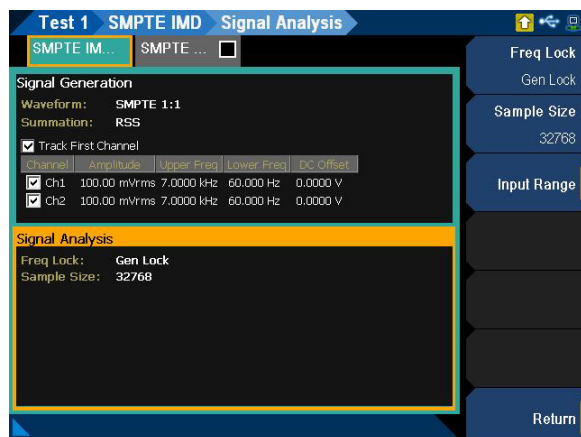 Test 1 SMPTE IMD Signal Analysis
SMPTE IM... SMPTE ...
Signal Generation
Waveform: SMPTE 1:1
Summation: RSS
Track First Channel
Channel Amplitude Upper Freq Lower Freq DC Offset
Ch1 100.00 mVrms 7.0000 kHz 60.000 Hz 0.0000 V
Ch2 100.00 mVrms 7.0000 kHz 60.000 Hz 0.0000 V
Signal Analysis
Freq Lock: Gen Lock
Sample Size: 32768
Freq Lock
Gen Lock
Sample Size
32768
Input Range
Return